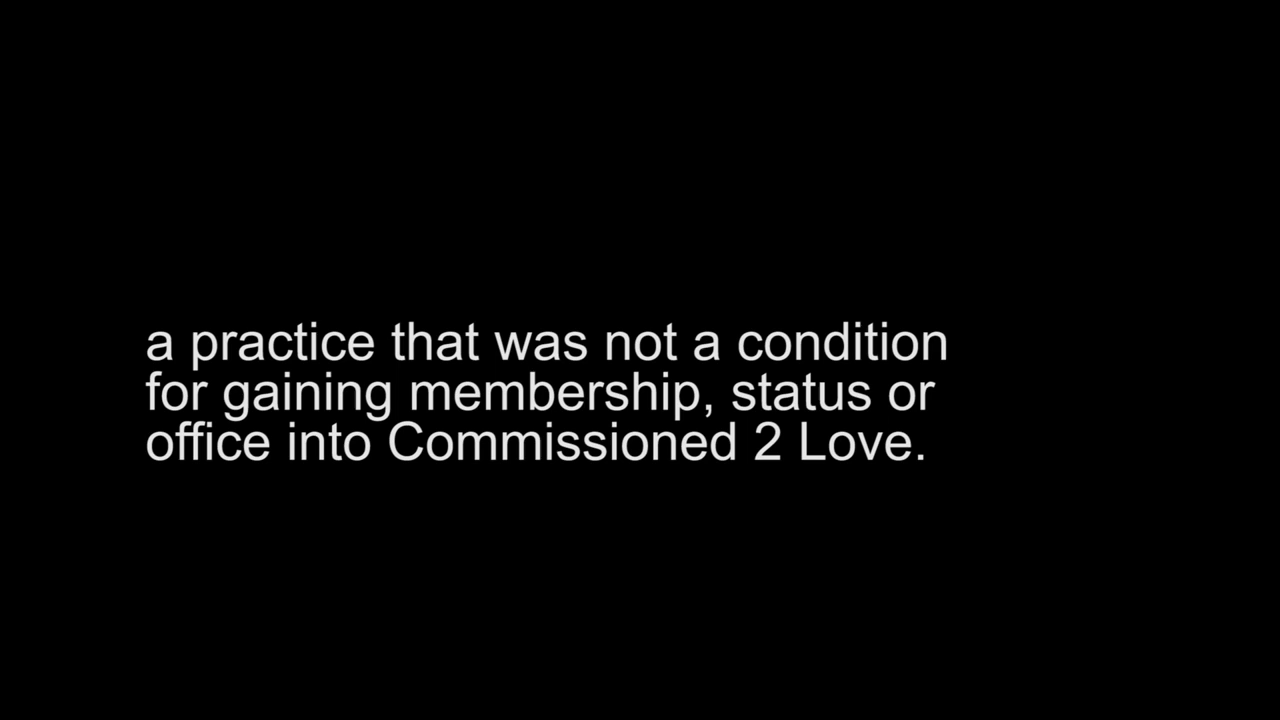 a practice that was not a condition
for gaining membership, status or
office into Commissioned 2 Love.